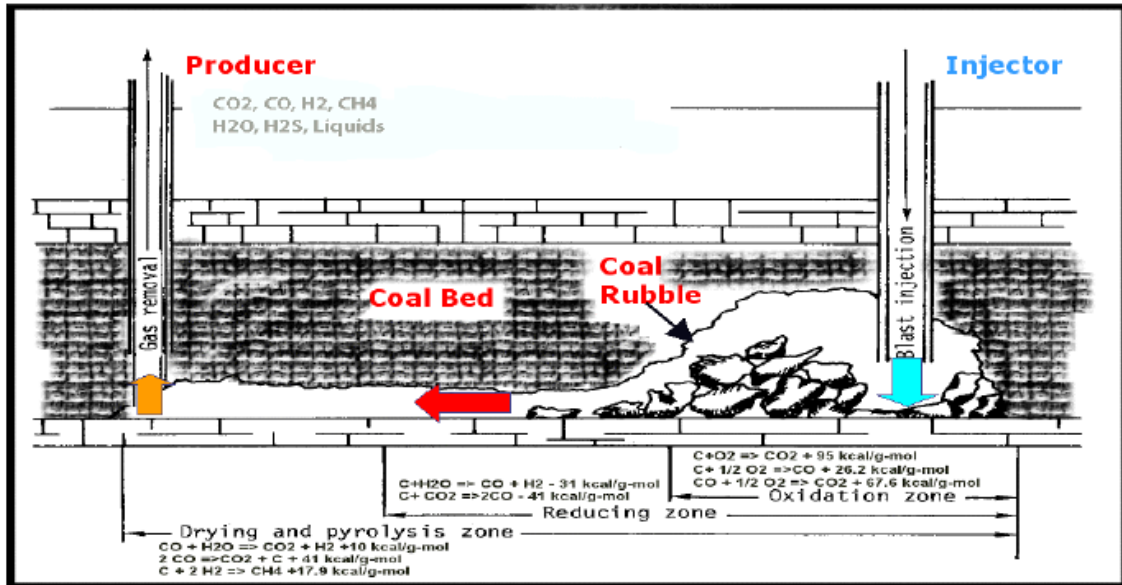 Producer
Injector
CO2, CO, H2, CH4
H2O, H2S, Liquids
Gas removal
Coal Bed
Coal
Rubble
Blast injection
C+O2 => CO2 + 95 kcal/g-mol
C+ 1/2 O2 =>CO + 26.2 kcal/g-mol
CO + 1/2 O2 => CO2 + 67.6 kcal/g-mol
Oxidation zone
C+H2O => CO + H2 - 31 kcal/g-mol
C+ CO2 =>2CO - 41 kcal/g-mol
Reducing zone
Drying and pyrolysis zone
CO + H2O => CO2 + H2 +10 kcal/g-mol
2 CO =>CO2 + C + 41 kcal/g-mol
C + 2 H2 => CH4 +17.9 kcal/g-mol